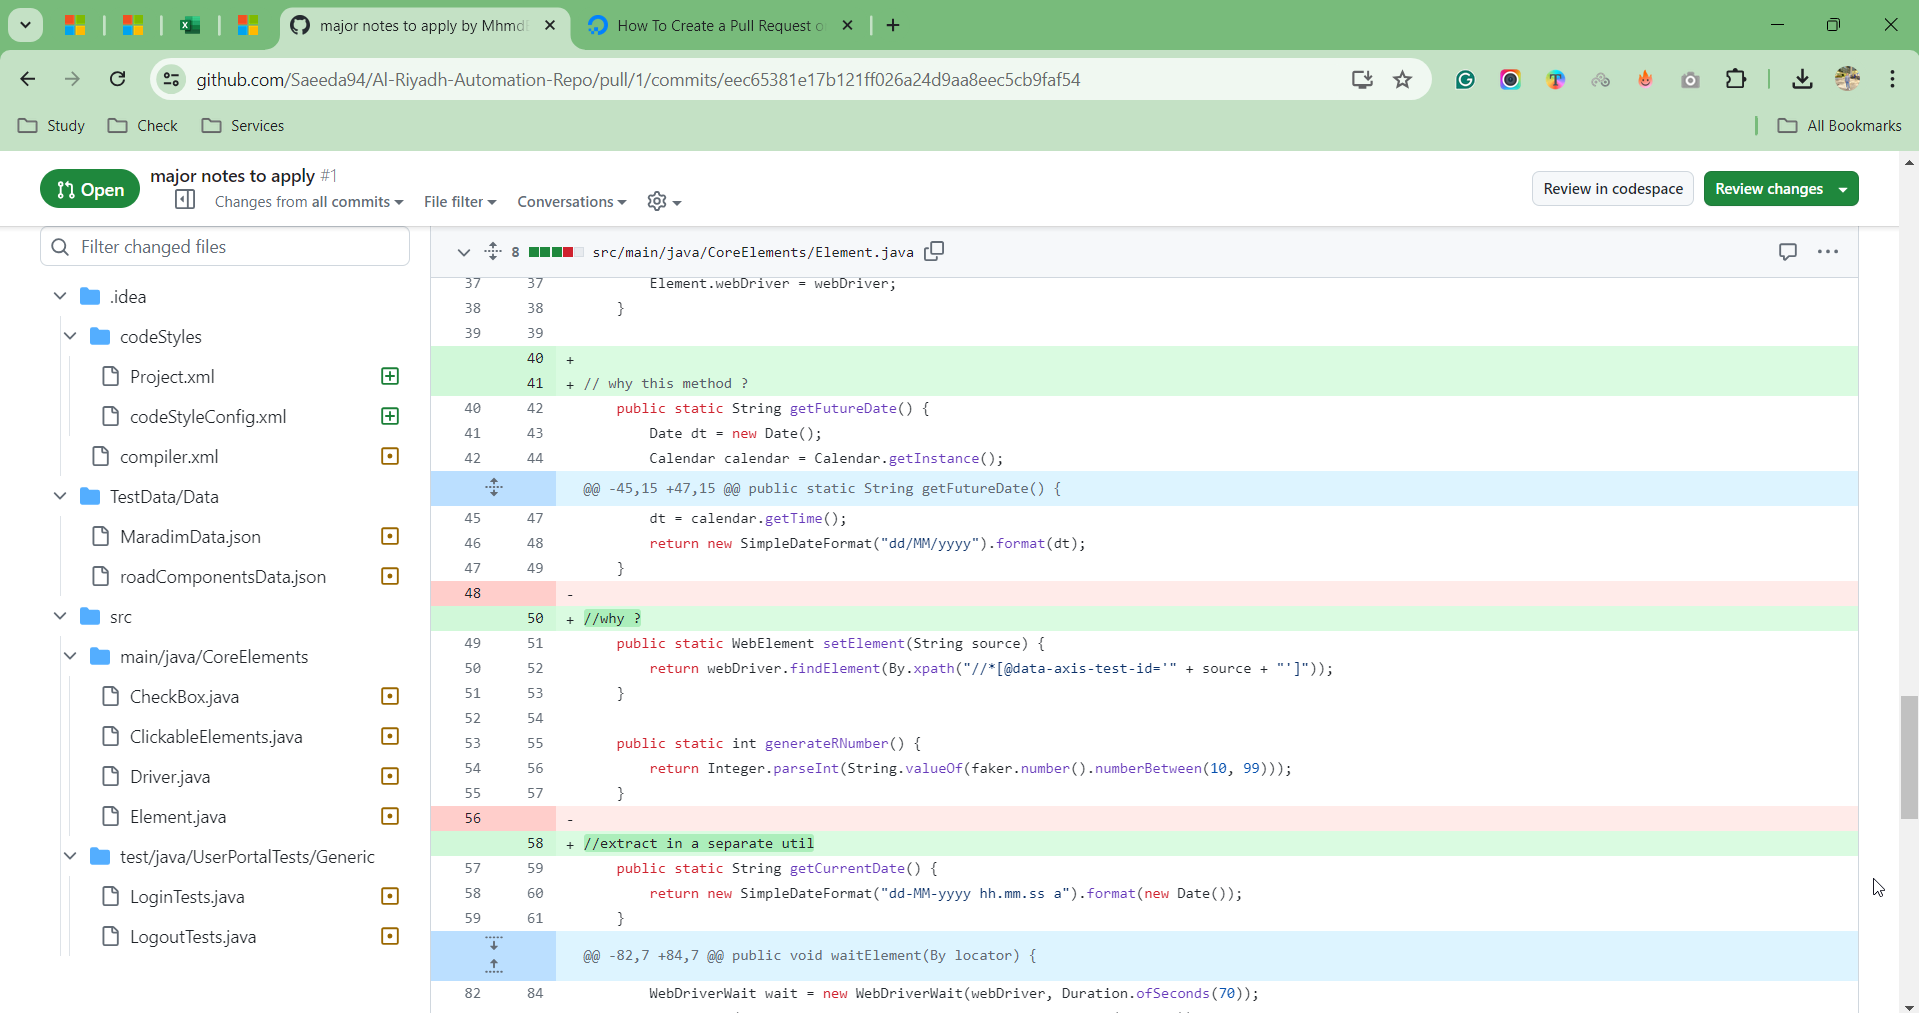 major notes to apply by Mhmd
How To Create a Pull Request o
github.com/Saeeda94/Al-Riyadh-Automation-Repo/pull/1/commits/eec65381e17b121ff026a24d9aa8eec5cb9faf54
Study
Check
Services
All Bookmarks
Open
major notes to apply #1
Changes from all commits
File filter
Conversations
Review in codespace
Review changes
Filter changed files
.idea
codeStyles
Project.xml
codeStyleConfig.xml
compiler.xml
TestData/Data
MaradimData.json
roadComponentsData.json
src
main/java/CoreElements
CheckBox.java
ClickableElements.java
Driver.java
Element.java
test/java/UserPortalTests/Generic
LoginTests.java
LogoutTests.java
8 src/main/java/CoreElements/Element.java
37 37 Element.webDriver = webDriver;
38 38 }
39 39
40 +
41 + // why this method ?
40 42 public static String getFutureDate() {
41 43 Date dt = new Date();
42 44 Calendar calendar = Calendar.getInstance();
@@ -45,15 +47,15 @@ public static String getFutureDate() {
45 47 dt = calendar.getTime();
46 48 return new SimpleDateFormat("dd/MM/yyyy").format(dt);
47 49 }
48 -
50 + //why ?
49 51 public static WebElement setElement(String source) {
50 52 return webDriver.findElement(By.xpath("//*[@data-axis-test-id='" + source + "']"));
51 53 }
52 54
53 55 public static int generateRNumber() {
54 56 return Integer.parseInt(String.valueOf(faker.number().numberBetween(10, 99)));
55 57 }
56 -
58 + //extract in a separate util
57 59 public static String getCurrentDate() {
58 60 return new SimpleDateFormat("dd-MM-yyyy hh.mm.ss a").format(new Date());
59 61 }
@@ -82,7 +84,7 @@ public void waitElement(By locator) {
82 84 WebDriverWait wait = new WebDriverWait(webDriver, Duration.ofSeconds(70));